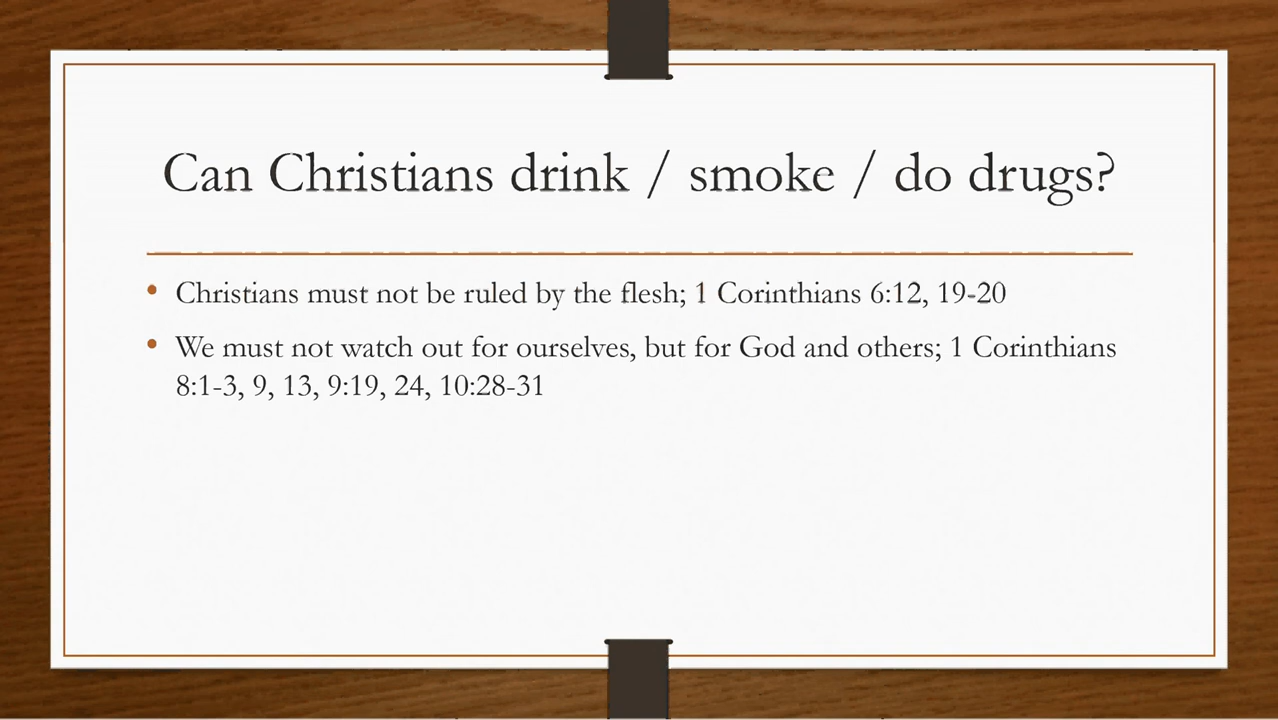 Can Christians drink / smoke / do drugs?
• Christians must not be ruled by the flesh; 1 Corinthians 6:12, 19-20
• We must not watch out for ourselves, but for God and others; 1 Corinthians
8:1-3, 9, 13, 9:19, 24, 10:28-31